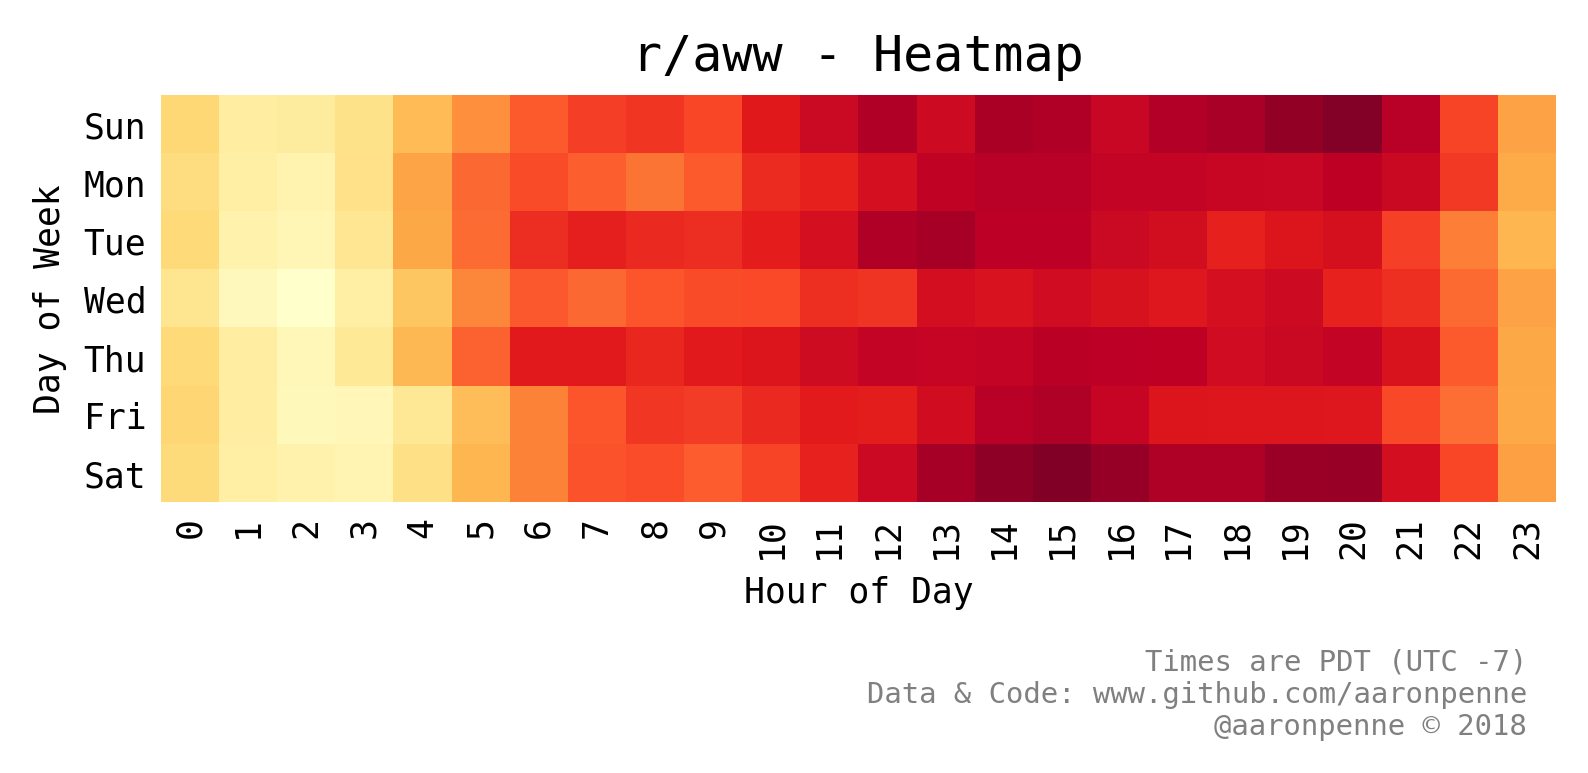 r/aww - Heatmap
Day of Week
Sun
Mon
Tue
Wed
Thu
Fri
Sat
0 1 2 3 4 5 6 7 8 9 10 11 12 13 14 15 16 17 18 19 20 21 22 23
Hour of Day
Times are PDT (UTC -7)
Data & Code: www.github.com/aaronpenne
@aaronpenne © 2018